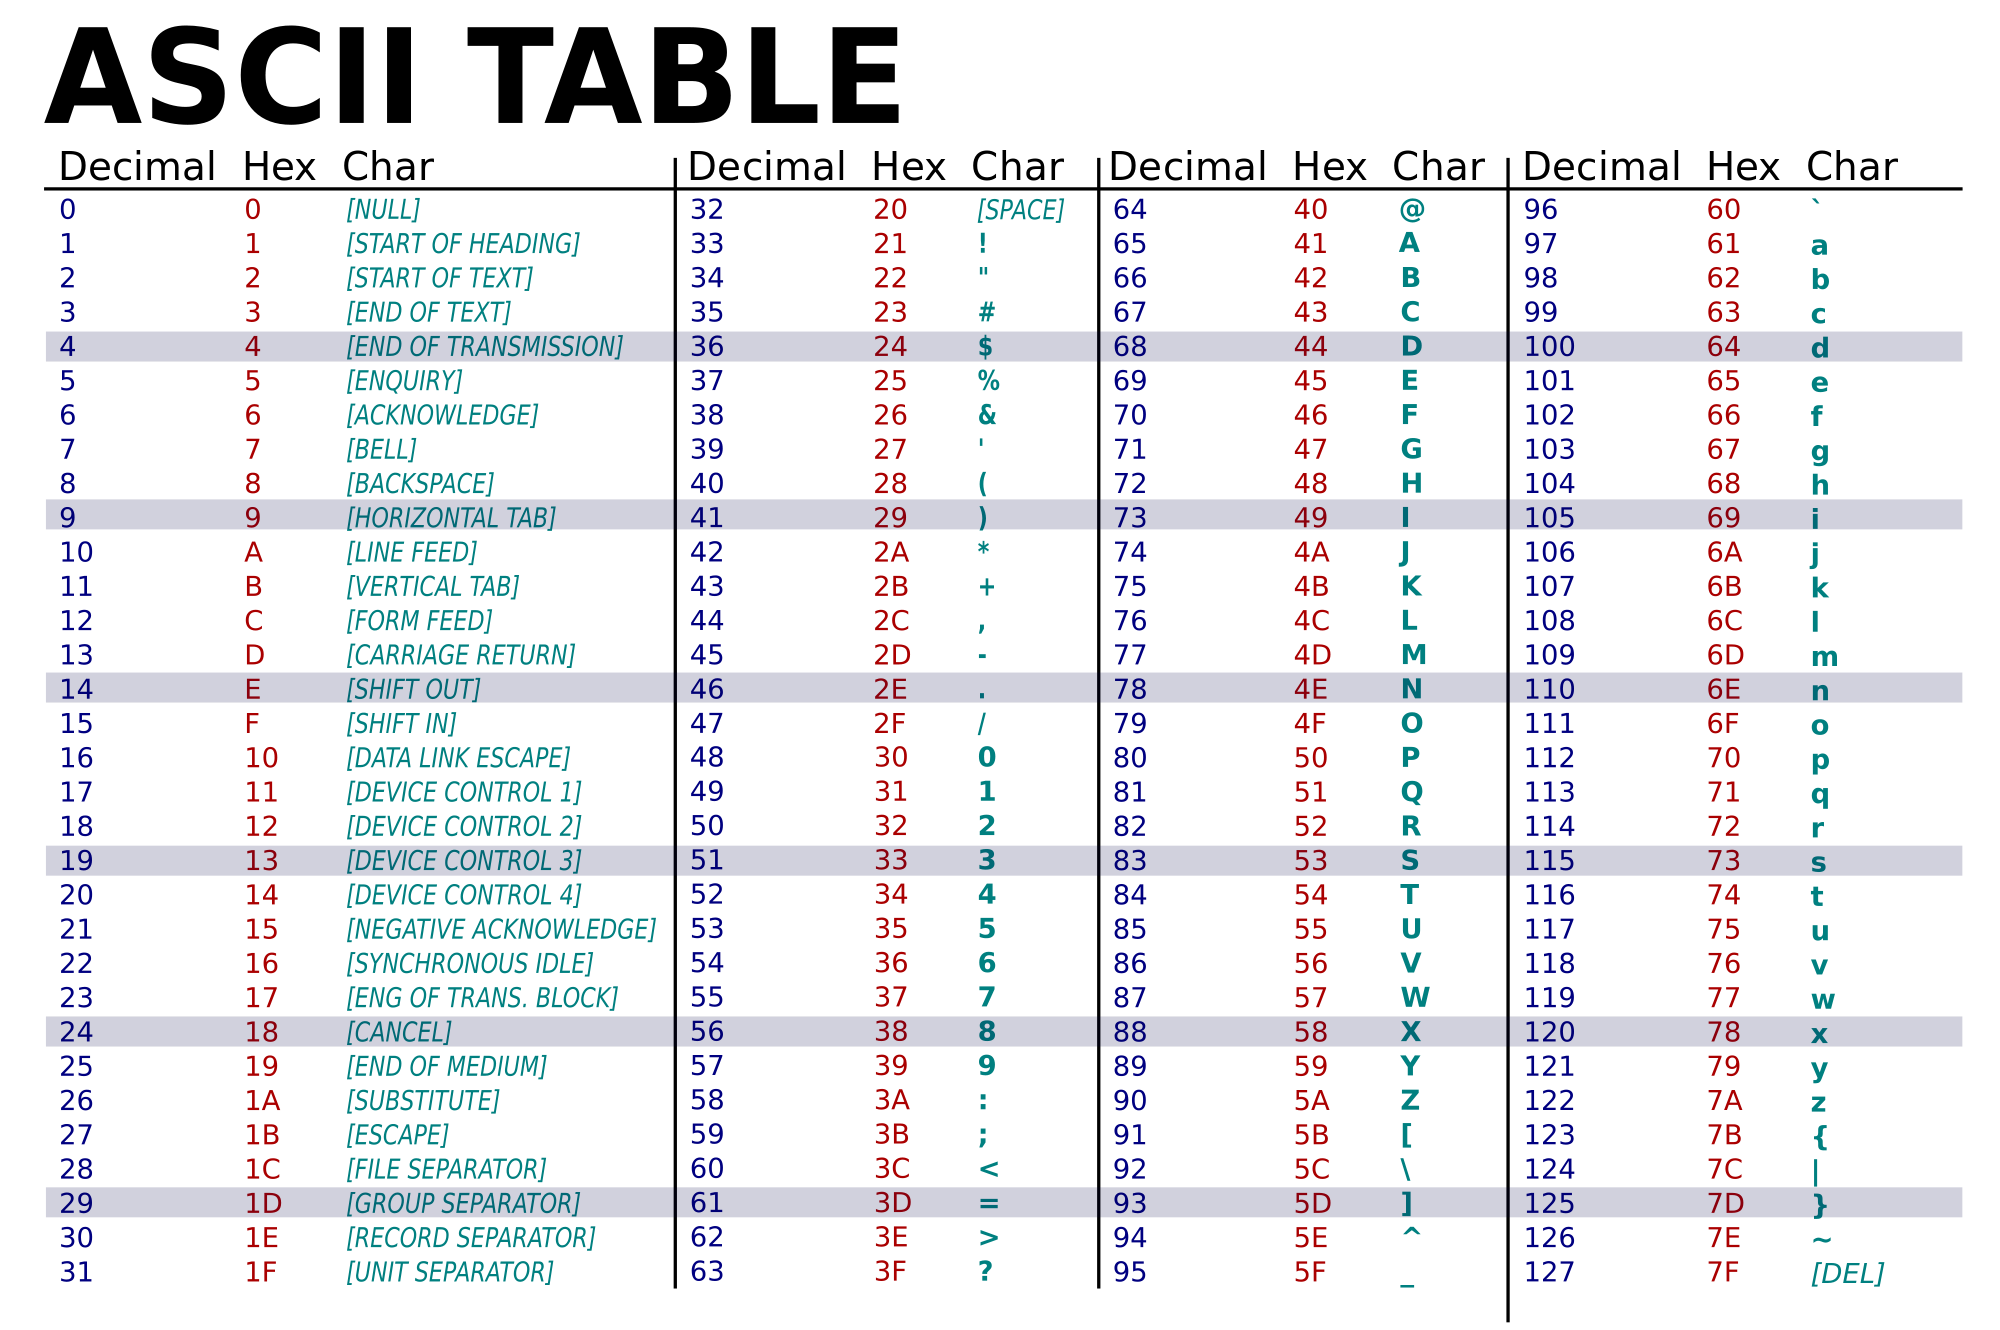 ASCII TABLE
Decimal Hex Char Decimal Hex Char Decimal Hex Char Decimal Hex Char
0 0 [NULL] 32 20 [SPACE] 64 40 @ 96 60 `
1 1 [START OF HEADING] 33 21 ! 65 41 A 97 61 a
2 2 [START OF TEXT] 34 22 " 66 42 B 98 62 b
3 3 [END OF TEXT] 35 23 # 67 43 C 99 63 c
4 4 [END OF TRANSMISSION] 36 24 $ 68 44 D 100 64 d
5 5 [ENQUIRY] 37 25 % 69 45 E 101 65 e
6 6 [ACKNOWLEDGE] 38 26 & 70 46 F 102 66 f
7 7 [BELL] 39 27 ' 71 47 G 103 67 g
8 8 [BACKSPACE] 40 28 ( 72 48 H 104 68 h
9 9 [HORIZONTAL TAB] 41 29 ) 73 49 I 105 69 i
10 A [LINE FEED] 42 2A * 74 4A J 106 6A j
11 B [VERTICAL TAB] 43 2B + 75 4B K 107 6B k
12 C [FORM FEED] 44 2C , 76 4C L 108 6C l
13 D [CARRIAGE RETURN] 45 2D - 77 4D M 109 6D m
14 E [SHIFT OUT] 46 2E . 78 4E N 110 6E n
15 F [SHIFT IN] 47 2F / 79 4F O 111 6F o
16 10 [DATA LINK ESCAPE] 48 30 0 80 50 P 112 70 p
17 11 [DEVICE CONTROL 1] 49 31 1 81 51 Q 113 71 q
18 12 [DEVICE CONTROL 2] 50 32 2 82 52 R 114 72 r
19 13 [DEVICE CONTROL 3] 51 33 3 83 53 S 115 73 s
20 14 [DEVICE CONTROL 4] 52 34 4 84 54 T 116 74 t
21 15 [NEGATIVE ACKNOWLEDGE] 53 35 5 85 55 U 117 75 u
22 16 [SYNCHRONOUS IDLE] 54 36 6 86 56 V 118 76 v
23 17 [ENG OF TRANS. BLOCK] 55 37 7 87 57 W 119 77 w
24 18 [CANCEL] 56 38 8 88 58 X 120 78 x
25 19 [END OF MEDIUM] 57 39 9 89 59 Y 121 79 y
26 1A [SUBSTITUTE] 58 3A : 90 5A Z 122 7A z
27 1B [ESCAPE] 59 3B ; 91 5B [ 123 7B {
28 1C [FILE SEPARATOR] 60 3C < 92 5C \ 124 7C |
29 1D [GROUP SEPARATOR] 61 3D = 93 5D ] 125 7D }
30 1E [RECORD SEPARATOR] 62 3E > 94 5E ^ 126 7E ~
31 1F [UNIT SEPARATOR] 63 3F ? 95 5F _ 127 7F [DEL]